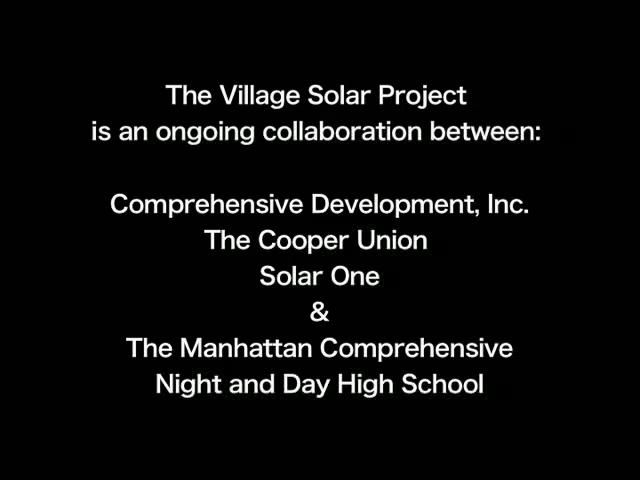 The Village Solar Project
is an ongoing collaboration between:
Comprehensive Development, Inc.
The Cooper Union
Solar One
&
The Manhattan Comprehensive
Night and Day High School